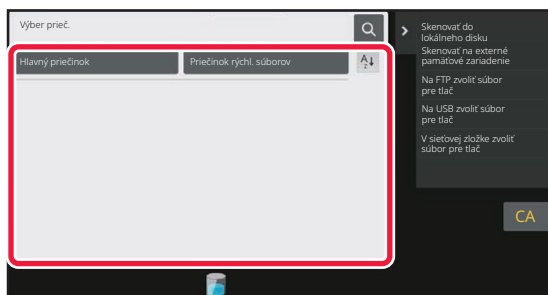 Výber prieč.
Hlavný priečinok
Priečinok rýchl. súborov
A
Z
Skenovať do
lokálneho disku
Skenovať na externé
pamäťové zariadenie
Na FTP zvoliť súbor
pre tlač
Na USB zvoliť súbor
pre tlač
V sieťovej zložke zvoliť
súbor pre tlač
CA